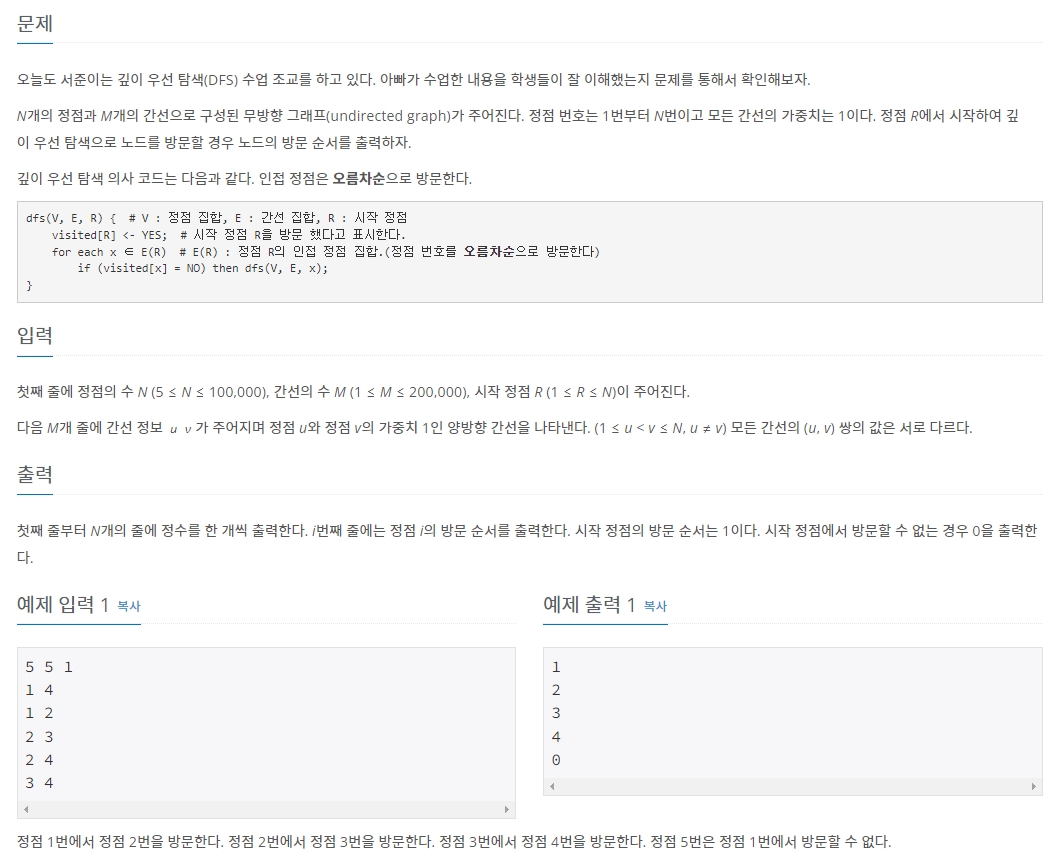 문제
오늘도 서준이는 깊이 우선 탐색(DFS) 수업 조교를 하고 있다. 아빠가 수업한 내용을 학생들이 잘 이해했는지 문제를 통해서 확인해보자.
N개의 정점과 M개의 간선으로 구성된 무방향 그래프(undirected graph)가 주어진다. 정점 번호는 1번부터 N번이고 모든 간선의 가중치는 1이다. 정점 R에서 시작하여 깊
이 우선 탐색으로 노드를 방문할 경우 노드의 방문 순서를 출력하자.
깊이 우선 탐색 의사 코드는 다음과 같다. 인접 정점은 오름차순으로 방문한다.
dfs(V, E, R) {  # V : 정점 집합, E : 간선 집합, R : 시작 정점
    visited[R] <- YES;  # 시작 정점 R을 방문 했다고 표시한다.
    for each x ∈ E(R)  # E(R) : 정점 R의 인접 정점 집합.(정점 번호를 오름차순으로 방문한다)
        if (visited[x] = NO) then dfs(V, E, x);
}
입력
첫째 줄에 정점의 수 N (5 ≤ N ≤ 100,000), 간선의 수 M (1 ≤ M ≤ 200,000), 시작 정점 R (1 ≤ R ≤ N)이 주어진다.
다음 M개 줄에 간선 정보 u v가 주어지며 정점 u와 정점 v의 가중치 1인 양방향 간선을 나타낸다. (1 ≤ u < v ≤ N, u ≠ v) 모든 간선의 (u, v) 쌍의 값은 서로 다르다.
출력
첫째 줄부터 N개의 줄에 정수를 한 개씩 출력한다. i번째 줄에는 정점 i의 방문 순서를 출력한다. 시작 정점의 방문 순서는 1이다. 시작 정점에서 방문할 수 없는 경우 0을 출력한
다.
예제 입력 1 복사
5 5 1
1 4
1 2
2 3
2 4
3 4
예제 출력 1 복사
1
2
3
4
0
정점 1번에서 정점 2번을 방문한다. 정점 2번에서 정점 3번을 방문한다. 정점 3번에서 정점 4번을 방문한다. 정점 5번은 정점 1번에서 방문할 수 없다.